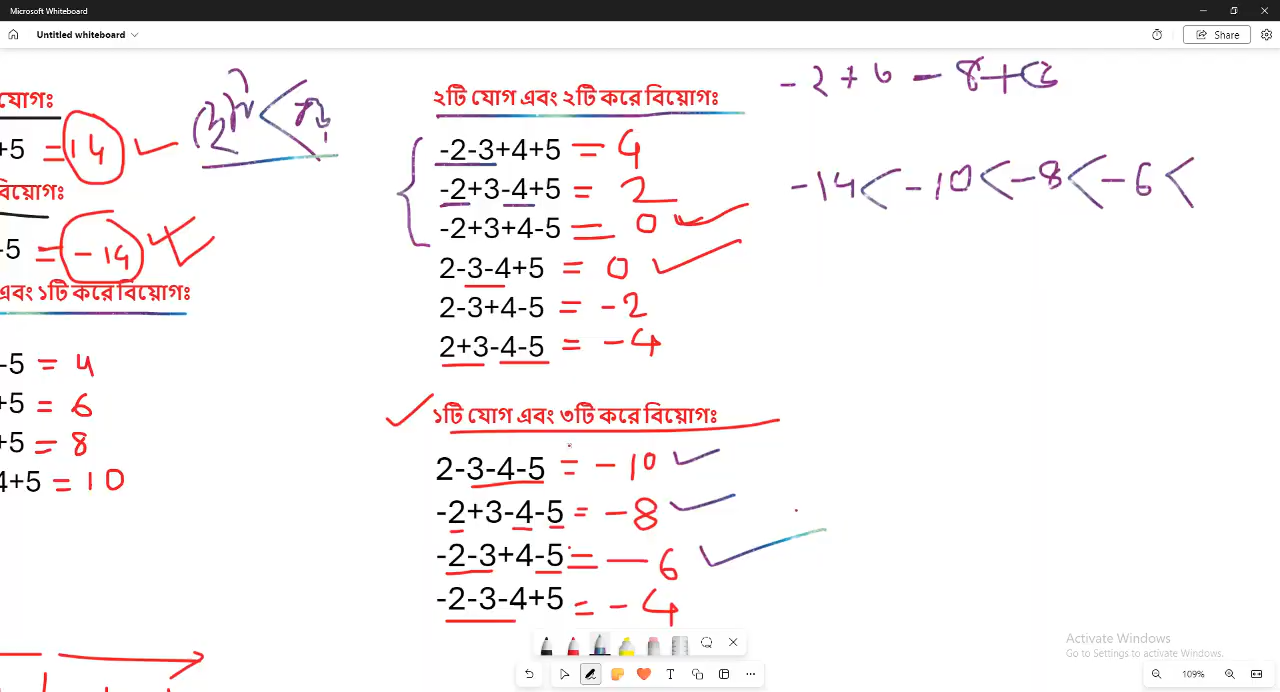 Microsoft Whiteboard
Untitled whiteboard
Share
যোগঃ
+5 = 14
বিয়োগঃ
-5 = -14
এবং ১টি করে বিয়োগঃ
-5 = 4
+5 = 6
+5 = 8
4+5 = 10
২টি যোগ এবং ২টি করে বিয়োগঃ
-2-3+4+5 = 4
-2+3-4+5 = 2
-2+3+4-5 = 0
2-3-4+5 = 0
2-3+4-5 = -2
2+3-4-5 = -4
১টি যোগ এবং ৩টি করে বিয়োগঃ
2-3-4-5 = -10
-2+3-4-5 = -8
-2-3+4-5 = -6
-2-3-4+5 = -4
-2+6-8+
-14<-10<-8<-6<
Activate Windows
Go to Settings to activate Windows.
109%